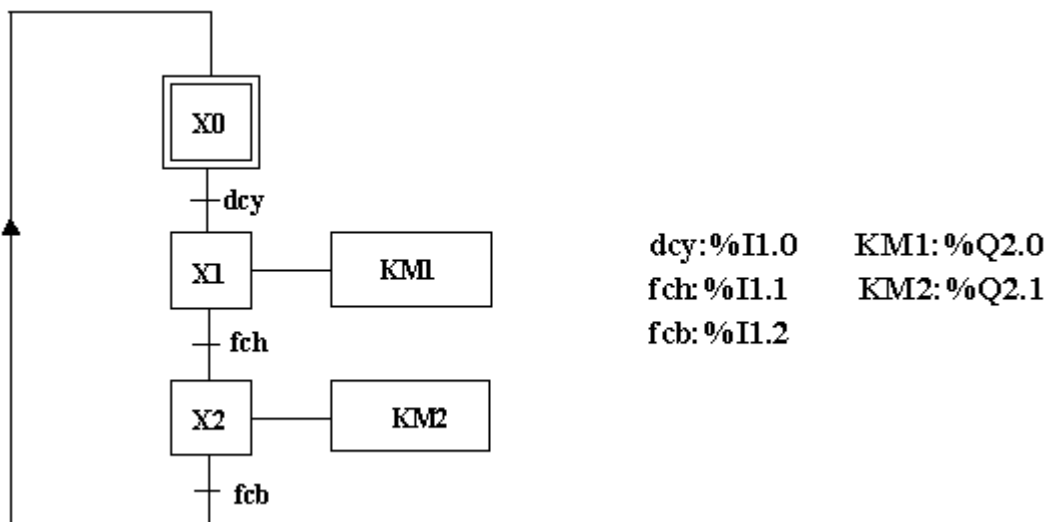 X0
dcy
X1
KM1
fch
X2
KM2
fcb
dcy:%I1.0 KM1:%Q2.0
fch:%I1.1 KM2:%Q2.1
fcb:%I1.2